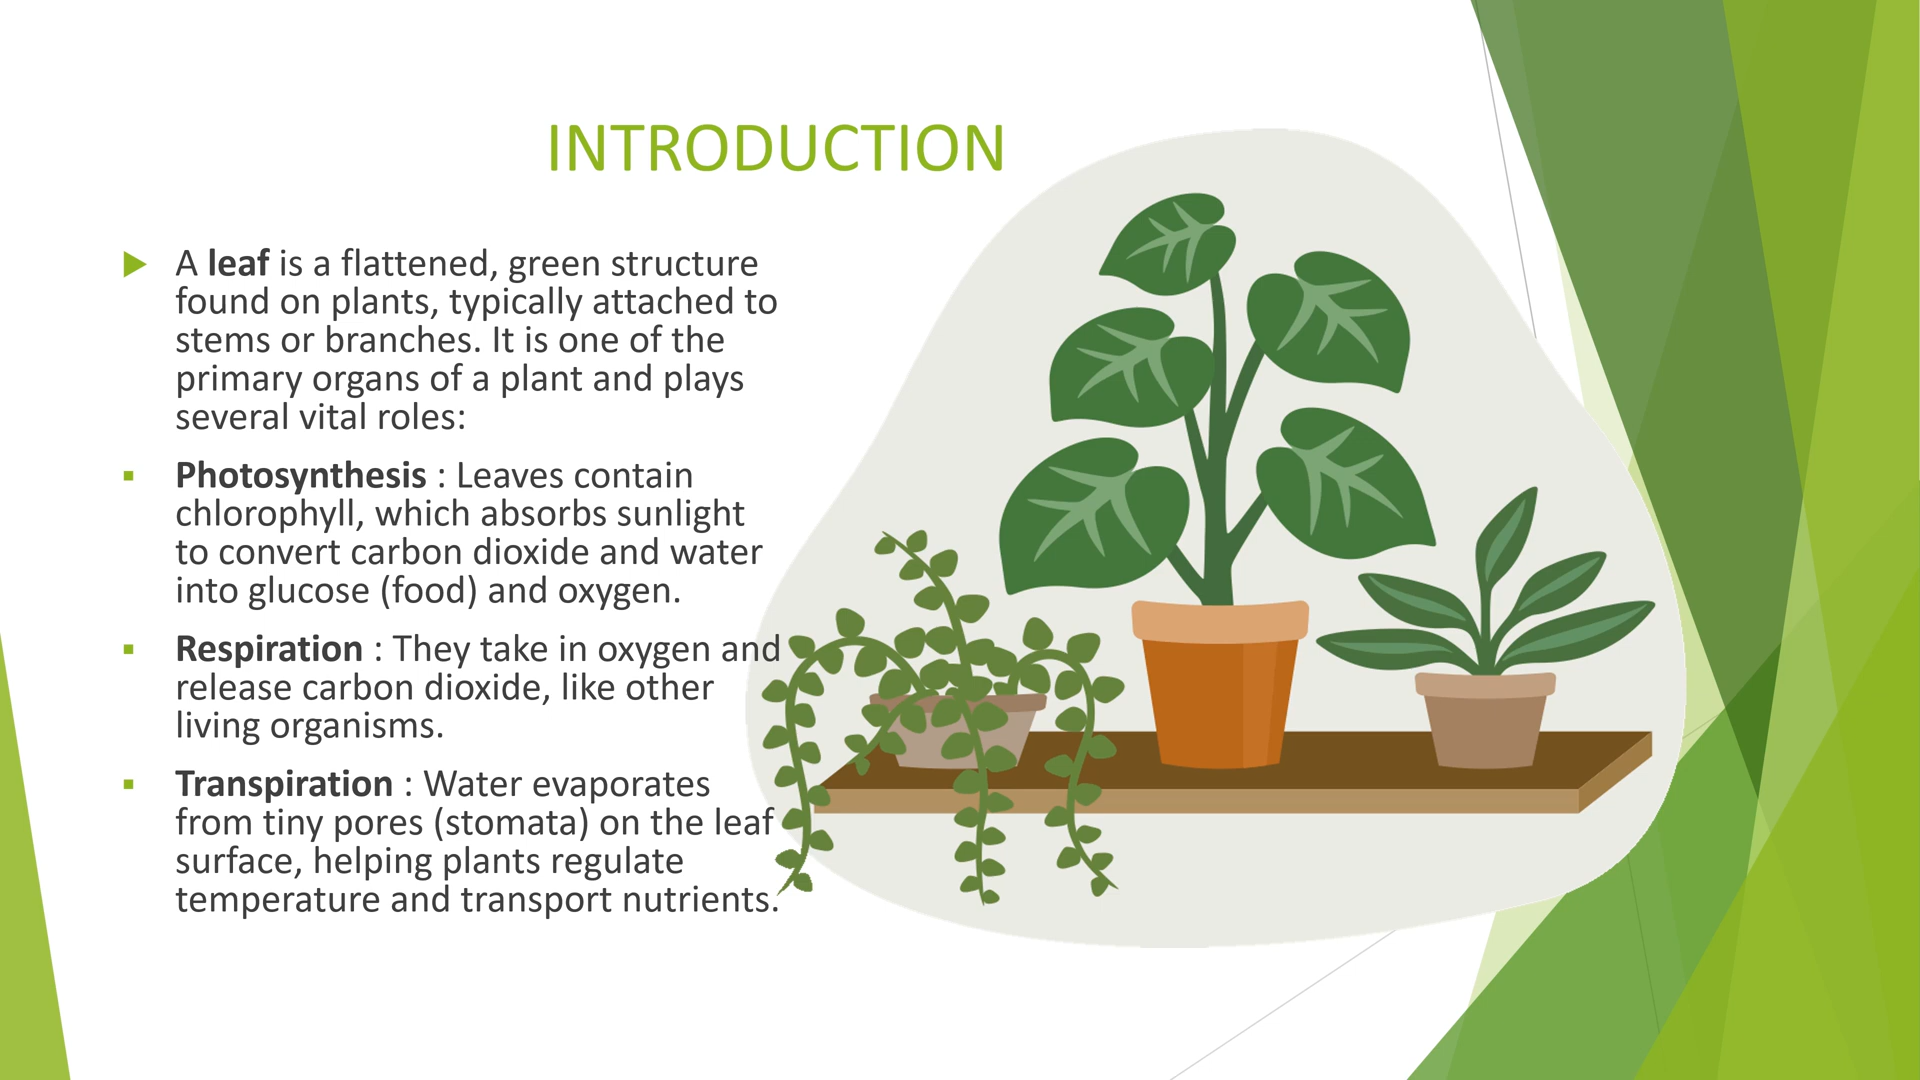 INTRODUCTION
A leaf is a flattened, green structure
found on plants, typically attached to
stems or branches. It is one of the
primary organs of a plant and plays
several vital roles:
Photosynthesis : Leaves contain
chlorophyll, which absorbs sunlight
to convert carbon dioxide and water
into glucose (food) and oxygen.
Respiration : They take in oxygen and
release carbon dioxide, like other
living organisms.
Transpiration : Water evaporates
from tiny pores (stomata) on the leaf
surface, helping plants regulate
temperature and transport nutrients.